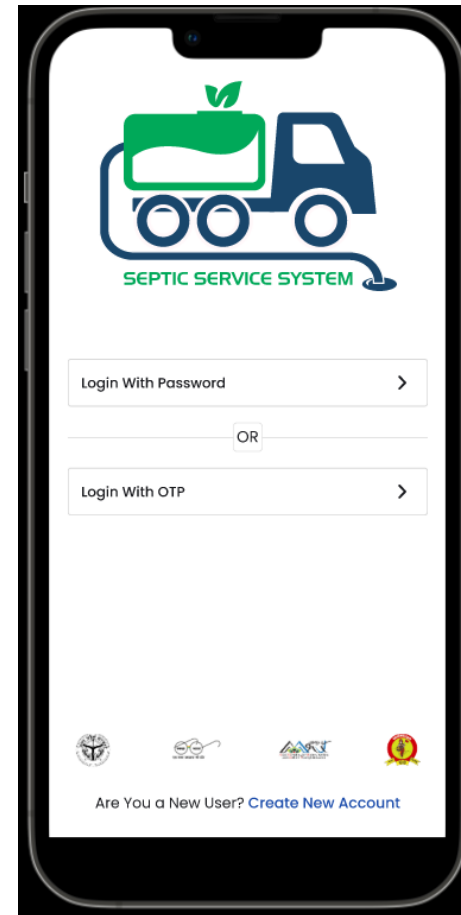 SEPTIC SERVICE SYSTEM
Login With Password
OR
Login With OTP
Are You a New User? Create New Account